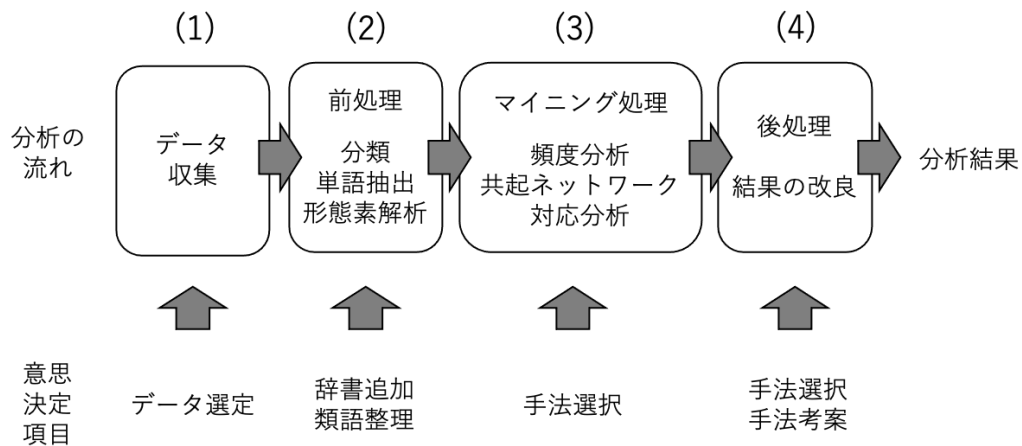 (1)
(2)
(3)
(4)
分析の
流れ
データ
収集
前処理
分類
単語抽出
形態素解析
マイニング処理
頻度分析
共起ネットワーク
対応分析
後処理
結果の改良
分析結果
意思
決定
項目
データ選定
辞書追加
類語整理
手法選択
手法選択
手法考案